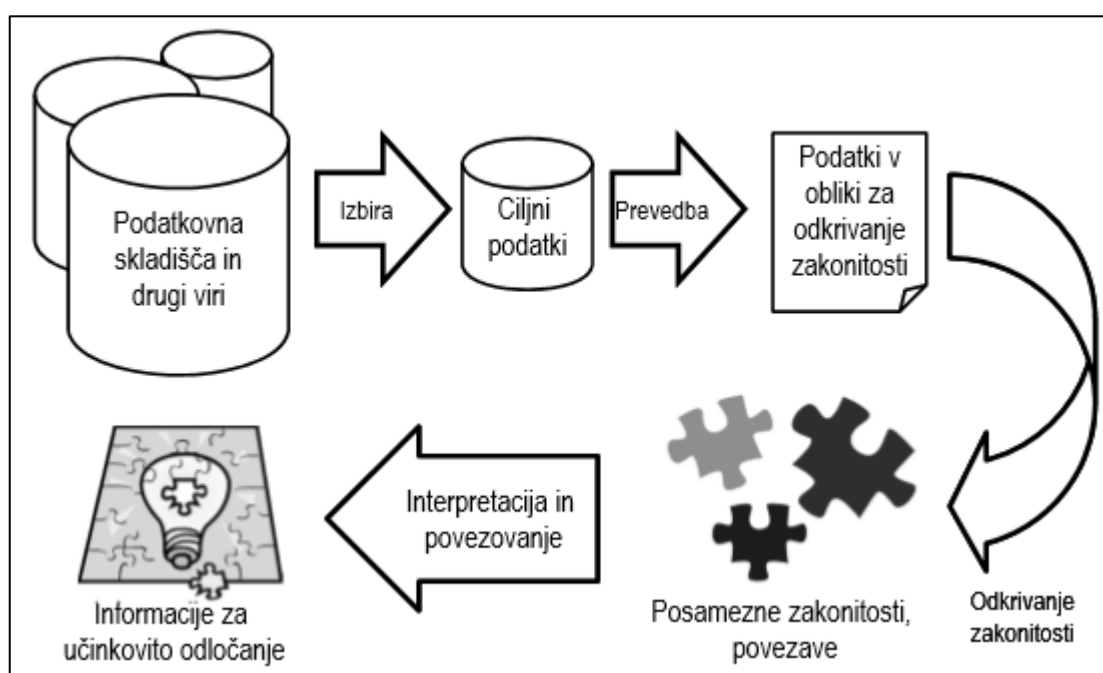 Podatkovna
skladišča in
drugi viri
Izbira
Ciljni
podatki
Prevedba
Podatki v
obliki za
odkrivanje
zakonitosti
Odkrivanje
zakonitosti
Posamezne zakonitosti,
povezave
Interpretacija in
povezovanje
Informacije za
učinkovito odločanje